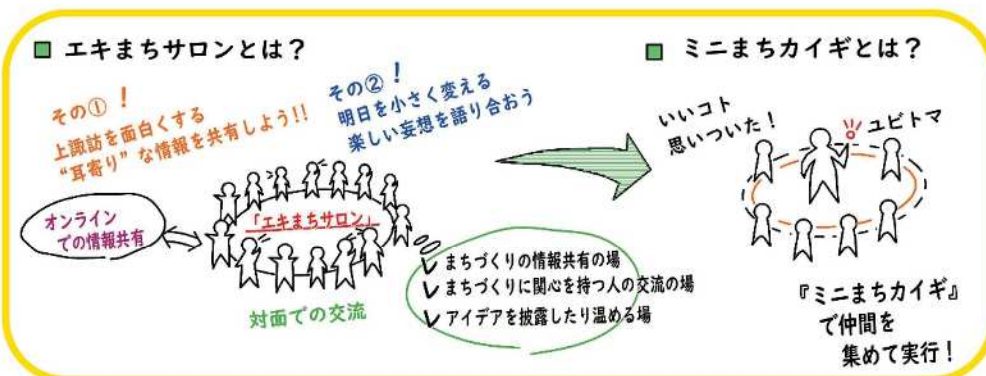 ■ エキまちサロンとは？
その① ！
上諏訪を面白くする
“耳寄り”な情報を共有しよう!!
その② ！
明日を小さく変える
楽しい妄想を語り合おう
オンライン
での情報共有
「エキまちサロン」
対面での交流
✓ まちづくりの情報共有の場
✓ まちづくりに関心を持つ人の交流の場
✓ アイデアを披露したり温める場
■ ミニまちカイギとは？
いいコト
思いついた！
ユビトマ
『ミニまちカイギ』
で仲間を
集めて実行！